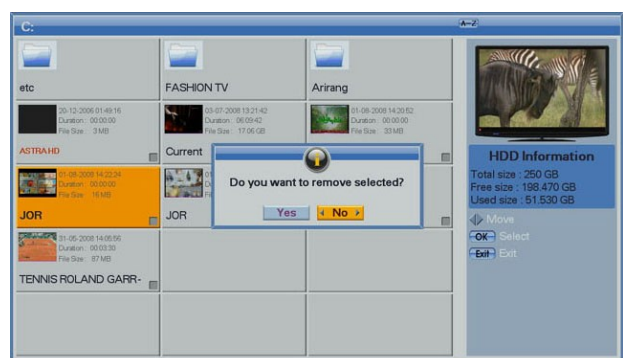 C:
A-Z
etc
FASHION TV
Arirang
20-12-2006 01:49:16
Duration : 00:00:00
File Size : 3 MB
ASTRA HD
03-07-2008 13:21:42
Duration : 06:09:42
File Size : 17.06 GB
Current
01-08-2008 14:20:52
Duration : 00:00:00
File Size : 33 MB
01-08-2008 14:22:24
Duration : 00:00:00
File Size : 16 MB
JOR
JOR
31-05-2008 14:05:56
Duration : 00:03:30
File Size : 87 MB
TENNIS ROLAND GARR-
Do you want to remove selected?
Yes
No
HDD Information
Total size : 250 GB
Free size : 198.470 GB
Used size : 51.530 GB
Move
OK Select
Exit Exit